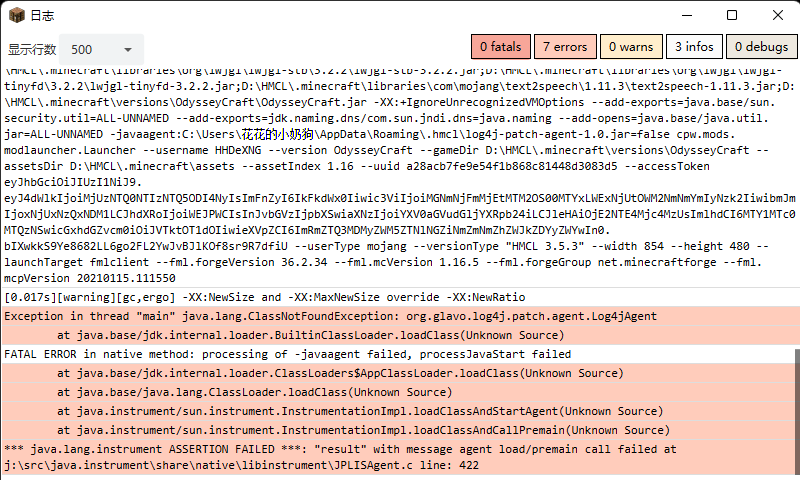 日志
显示行数 500 0 fatals 7 errors 0 warns 3 infos 0 debugs
\HMCL\.minecraft\libraries\org\lwjgl\lwjgl-stb\3.2.2\lwjgl-stb-3.2.2.jar;D:\HMCL\.minecraft\libraries\org\lwjgl\lwjgl-
tinyfd\3.2.2\lwjgl-tinyfd-3.2.2.jar;D:\HMCL\.minecraft\libraries\com\mojang\text2speech\1.11.3\text2speech-1.11.3.jar;D:
\HMCL\.minecraft\versions\OdysseyCraft\OdysseyCraft.jar -XX:+IgnoreUnrecognizedVMOptions --add-exports=java.base/sun.
security.util=ALL-UNNAMED --add-exports=jdk.naming.dns/com.sun.jndi.dns=java.naming --add-opens=java.base/java.util.
jar=ALL-UNNAMED -javaagent:C:\Users\花花的小奶狗\AppData\Roaming\.hmcl\log4j-patch-agent-1.0.jar=false cpw.mods.
modlauncher.Launcher --username HHDeXNG --version OdysseyCraft --gameDir D:\HMCL\.minecraft\versions\OdysseyCraft --
assetsDir D:\HMCL\.minecraft\assets --assetIndex 1.16 --uuid a28acb7fe9e54f1b868c81448d3083d5 --accessToken
eyJhbGciOiJIUzI1NiJ9.
eyJ4dWlkIjoiMjUzNTQ0NTIzNTQ5ODI4NyIsImFnZyI6IkFkdWx0Iiwic3ViIjoiMGNmNjFmMjEtMTM2OS00MTYxLWExNjUtOWM2NmNmYmIyNzk2IiwibmJm
IjoxNjUxNzQxNDM1LCJhdXRoIjoiWEJPWCIsInJvbGVzIjpbXSwiaXNzIjoiYXV0aGVudGljYXRpb24iLCJleHAiOjE2NTE4Mjc4MzUsImlhdCI6MTY1MTc0
MTQzNSwicGxhdGZvcm0iOiJVTktOT1dOIiwieXVpZCI6ImRmZTQ3MDMyZWM5ZTNlNGZiNmZmNmZhZWJkZDYyZWYwIn0.
bIXwkkS9Ye8682LL6go2FL2YwJvBJlKOf8sr9R7dfiU --userType mojang --versionType "HMCL 3.5.3" --width 854 --height 480 --
launchTarget fmlclient --fml.forgeVersion 36.2.34 --fml.mcVersion 1.16.5 --fml.forgeGroup net.minecraftforge --fml.
mcpVersion 20210115.111550
[0.017s][warning][gc,ergo] -XX:NewSize and -XX:MaxNewSize override -XX:NewRatio
Exception in thread "main" java.lang.ClassNotFoundException: org.glavo.log4j.patch.agent.Log4jAgent
at java.base/jdk.internal.loader.BuiltinClassLoader.loadClass(Unknown Source)
FATAL ERROR in native method: processing of -javaagent failed, processJavaStart failed
at java.base/jdk.internal.loader.ClassLoaders$AppClassLoader.loadClass(Unknown Source)
at java.base/java.lang.ClassLoader.loadClass(Unknown Source)
at java.instrument/sun.instrument.InstrumentationImpl.loadClassAndStartAgent(Unknown Source)
at java.instrument/sun.instrument.InstrumentationImpl.loadClassAndCallPremain(Unknown Source)
*** java.lang.instrument ASSERTION FAILED ***: "result" with message agent load/premain call failed at
j:\src\java.instrument\share\native\libinstrument\JPLISAgent.c line: 422